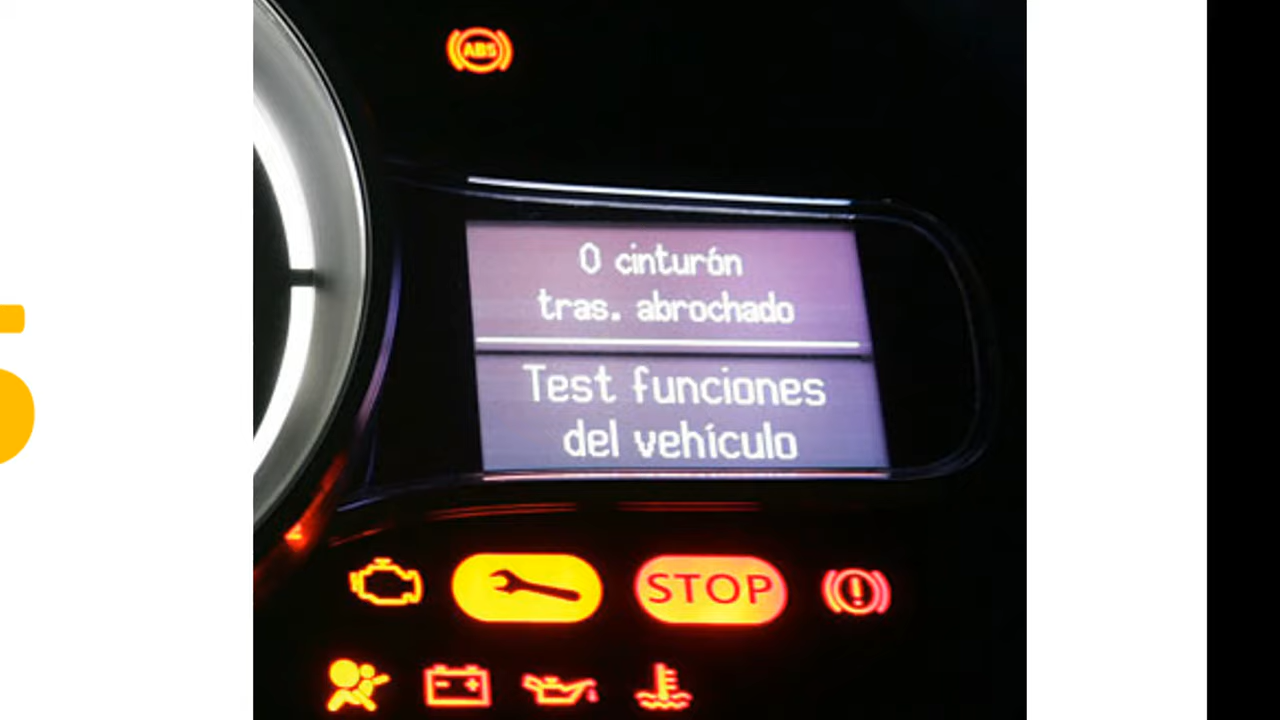 ABS
0 cinturón
tras. abrochado
Test funciones
del vehículo
STOP